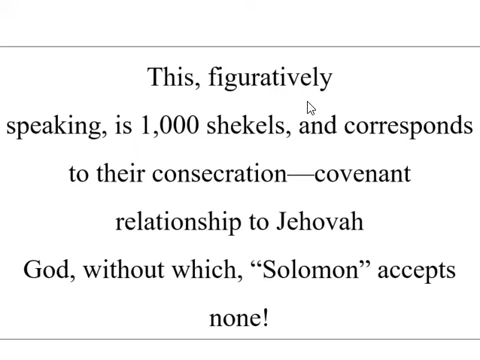 This, figuratively
speaking, is 1,000 shekels, and corresponds
to their consecration—covenant
relationship to Jehovah
God, without which, “Solomon” accepts
none!